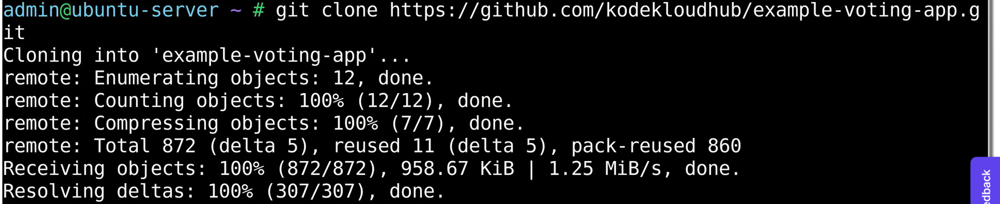 admin@ubuntu-server ~ # git clone https://github.com/kodekloudhub/example-voting-app.g
it
Cloning into 'example-voting-app'...
remote: Enumerating objects: 12, done.
remote: Counting objects: 100% (12/12), done.
remote: Compressing objects: 100% (7/7), done.
remote: Total 872 (delta 5), reused 11 (delta 5), pack-reused 860
Receiving objects: 100% (872/872), 958.67 KiB | 1.25 MiB/s, done.
Resolving deltas: 100% (307/307), done.